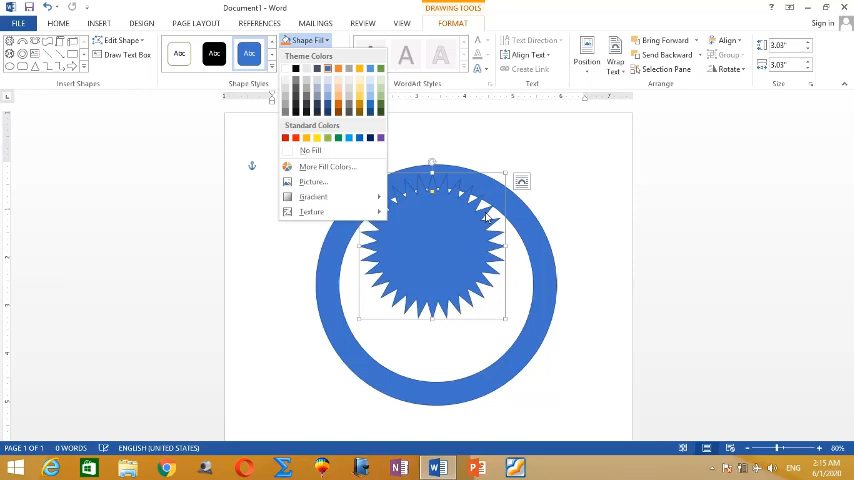 Document1 - Word
DRAWING TOOLS
FILE HOME INSERT DESIGN PAGE LAYOUT REFERENCES MAILINGS REVIEW VIEW FORMAT Sign in
Edit Shape
Draw Text Box
Insert Shapes
Abc Abc Abc
Shape Styles
Shape Fill
Theme Colors
Standard Colors
No Fill
More Fill Colors...
Picture...
Gradient
Texture
A A A
WordArt Styles
Text Direction
Align Text
Create Link
Text
Position
Wrap Text
Bring Forward
Send Backward
Selection Pane
Align
Group
Rotate
Arrange
3.03"
3.03"
Size
PAGE 1 OF 1 0 WORDS ENGLISH (UNITED STATES) 80%
ENG 2:15 AM
6/1/2020